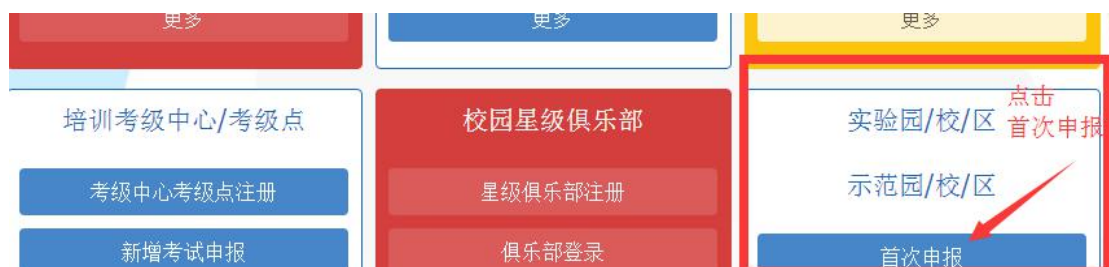 更多
更多
更多
培训考级中心/考级点
校园星级俱乐部
实验园/校/区
点击
首次申报
考级中心考级点注册
星级俱乐部注册
示范园/校/区
新增考试申报
俱乐部登录
首次申报